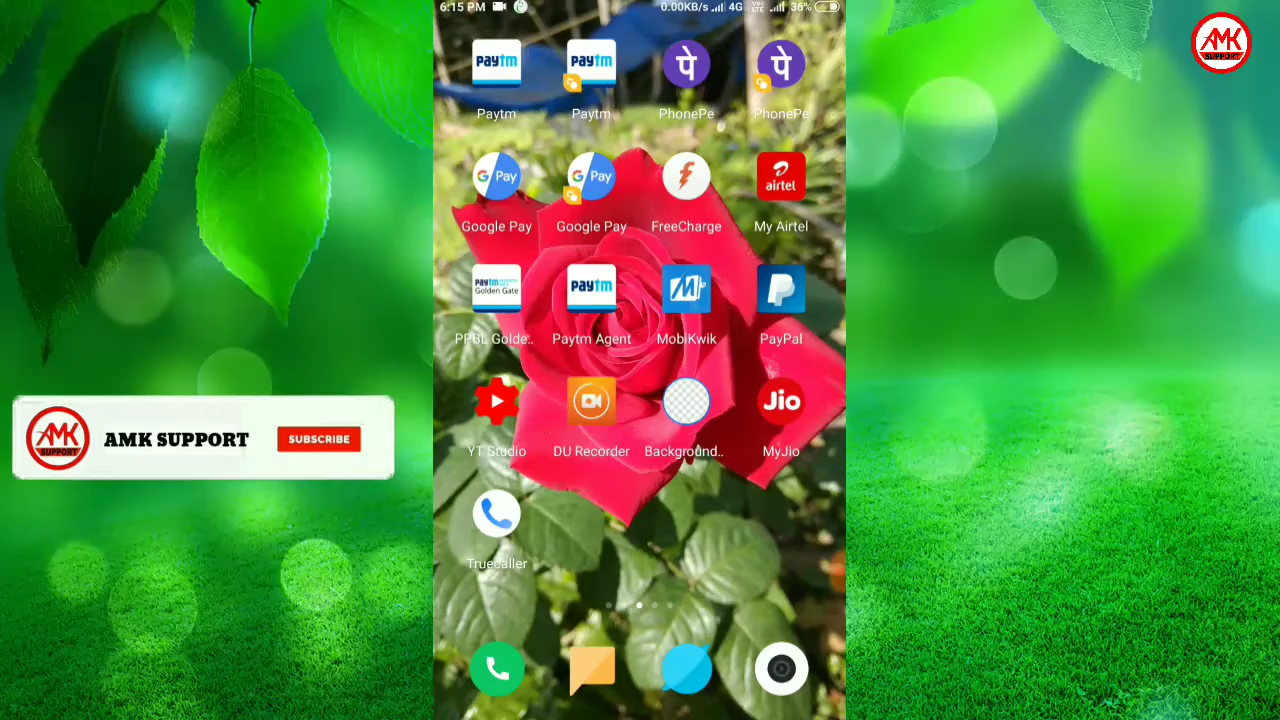 6:15 PM 0.00KB/s 4G VoLTE 36%
AMK SUPPORT
paytm paytm पे पे
Paytm Paytm PhonePe PhonePe
G Pay G Pay airtel
Google Pay Google Pay FreeCharge My Airtel
paytm Golden Gate paytm
PPBL Golde.. Paytm Agent MobiKwik PayPal
Jio
AMK SUPPORT AMK SUPPORT SUBSCRIBE
YT Studio DU Recorder Background.. MyJio
Truecaller